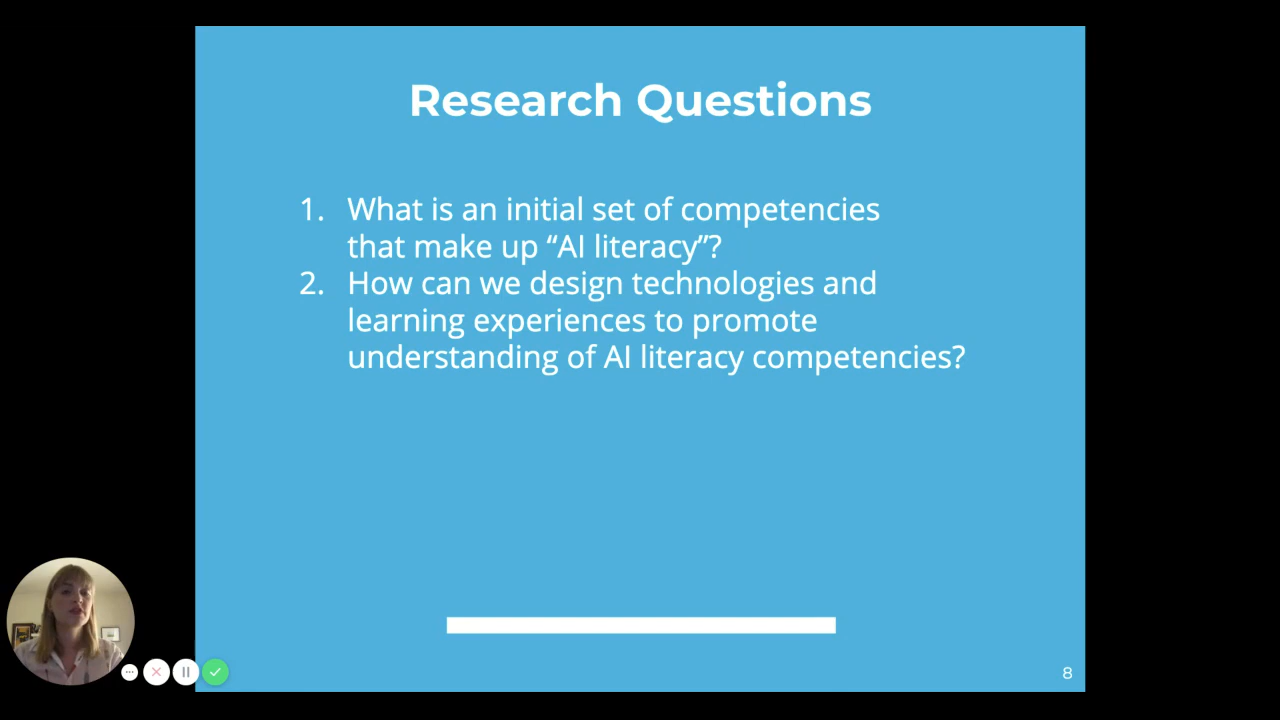 Research Questions
1. What is an initial set of competencies
that make up “AI literacy”?
2. How can we design technologies and
learning experiences to promote
understanding of AI literacy competencies?
8